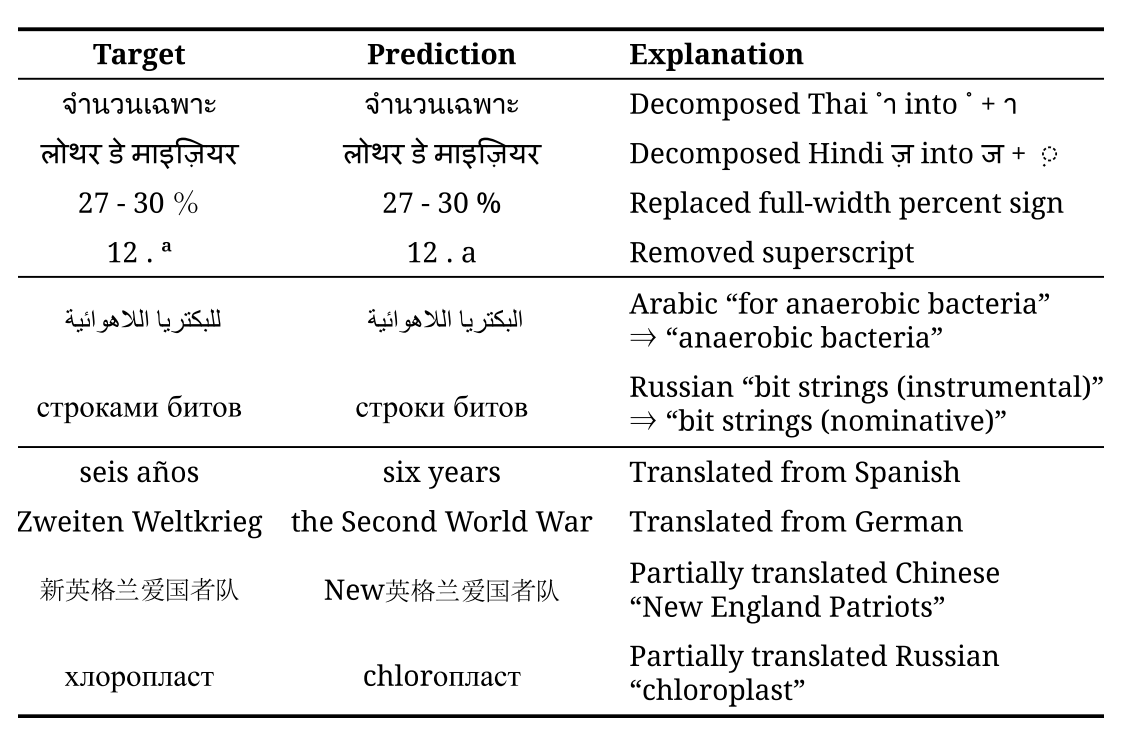 Target Prediction Explanation
จำนวนเฉพาะ จํานวนเฉพาะ Decomposed Thai ำ into ํ + า
लोथर डे माइज़ियर लोथर डे माइज़ियर Decomposed Hindi ज़ into ज + ़
27 - 30 ％ 27 - 30 % Replaced full-width percent sign
12 . ª 12 . a Removed superscript
للبكتريا اللاهوائية البكتريا اللاهوائية Arabic “for anaerobic bacteria”
⇒ “anaerobic bacteria”
строками битов строки битов Russian “bit strings (instrumental)”
⇒ “bit strings (nominative)”
seis años six years Translated from Spanish
Zweiten Weltkrieg the Second World War Translated from German
新英格兰爱国者队 New英格兰爱国者队 Partially translated Chinese
“New England Patriots”
хлоропласт chlorопласт Partially translated Russian
“chloroplast”